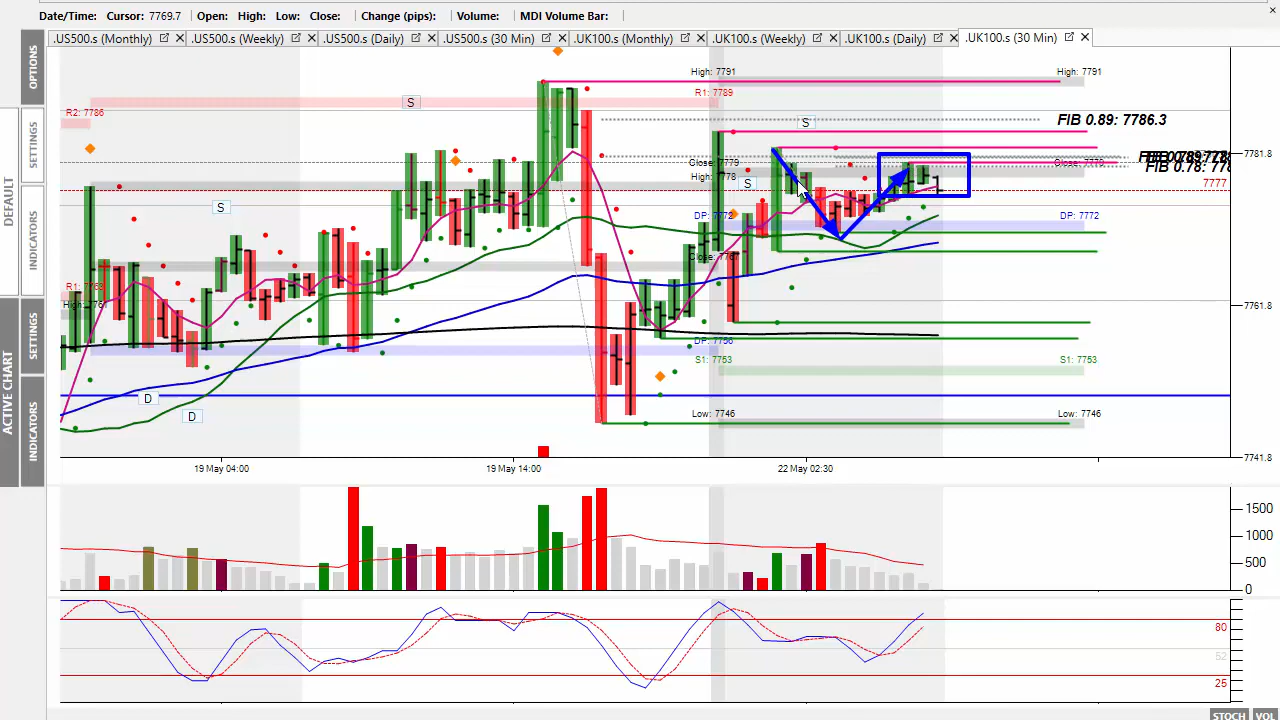 Date/Time: Cursor: 7769.7 Open: High: Low: Close: Change (pips): Volume: MDI Volume Bar:
.US500.s (Monthly) .US500.s (Weekly) .US500.s (Daily) .US500.s (30 Min) .UK100.s (Monthly) .UK100.s (Weekly) .UK100.s (Daily) .UK100.s (30 Min)
OPTIONS
SETTINGS
INDICATORS
DEFAULT
SETTINGS
INDICATORS
ACTIVE CHART
High: 7791
High: 7791
R1: 7789
S
R2: 7786
FIB 0.89: 7786.3
S
7781.8
Close: 7779
High: 7778
S
7777
S
DP: 7772
DP: 7772
R1: 7763
7761.8
DP: 7756
S1: 7753
S1: 7753
D
D
Low: 7746
Low: 7746
7741.8
19 May 04:00
19 May 14:00
22 May 02:30
1500
1000
500
0
80
52
25
STOCH
VOL